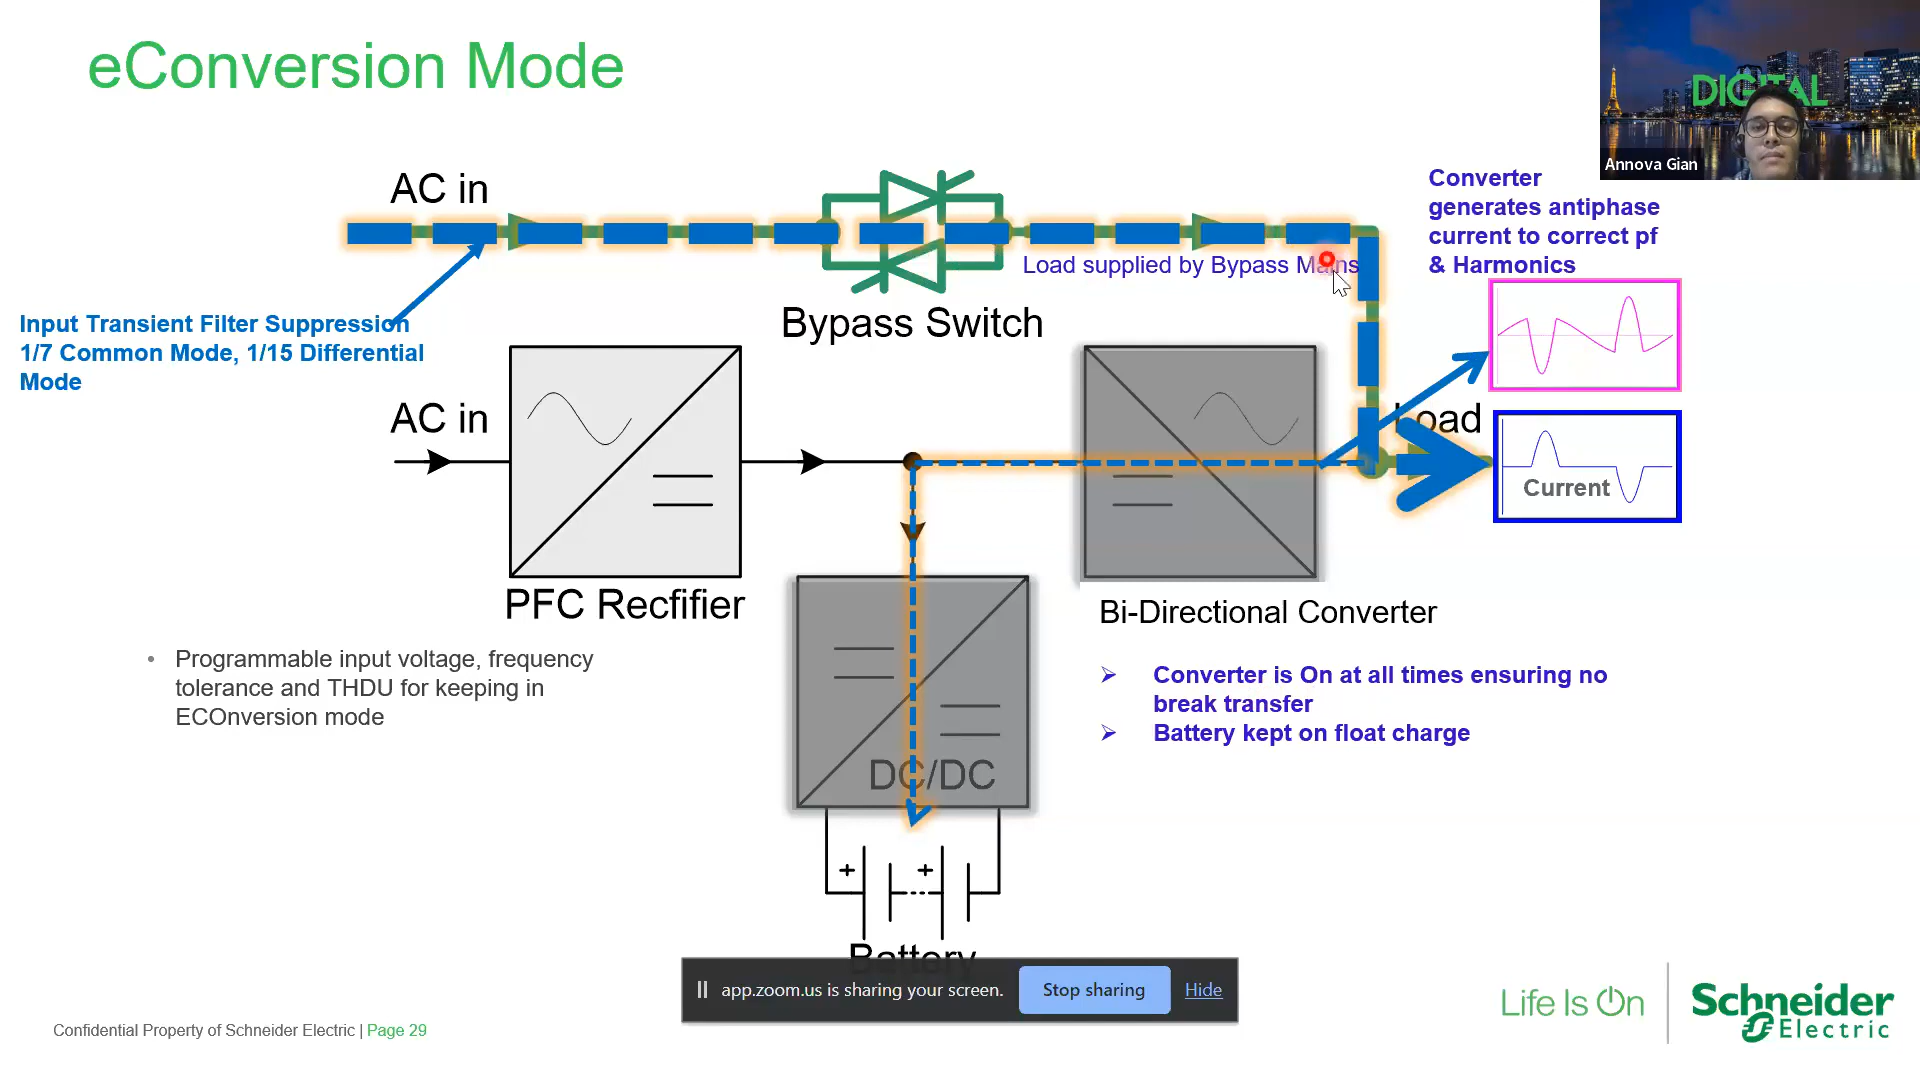 eConversion Mode
DIGITAL
Annova Gian
AC in
Converter
generates antiphase
current to correct pf
& Harmonics
Load supplied by Bypass Mains
Bypass Switch
Input Transient Filter Suppression
1/7 Common Mode, 1/15 Differential
Mode
AC in
Load
Current
PFC Recfifier
Bi-Directional Converter
• Programmable input voltage, frequency
tolerance and THDU for keeping in
ECOnversion mode
➢ Converter is On at all times ensuring no
break transfer
➢ Battery kept on float charge
DC/DC
+ +
Battery
app.zoom.us is sharing your screen. Stop sharing Hide
Life Is On
Schneider
Electric
Confidential Property of Schneider Electric | Page 29